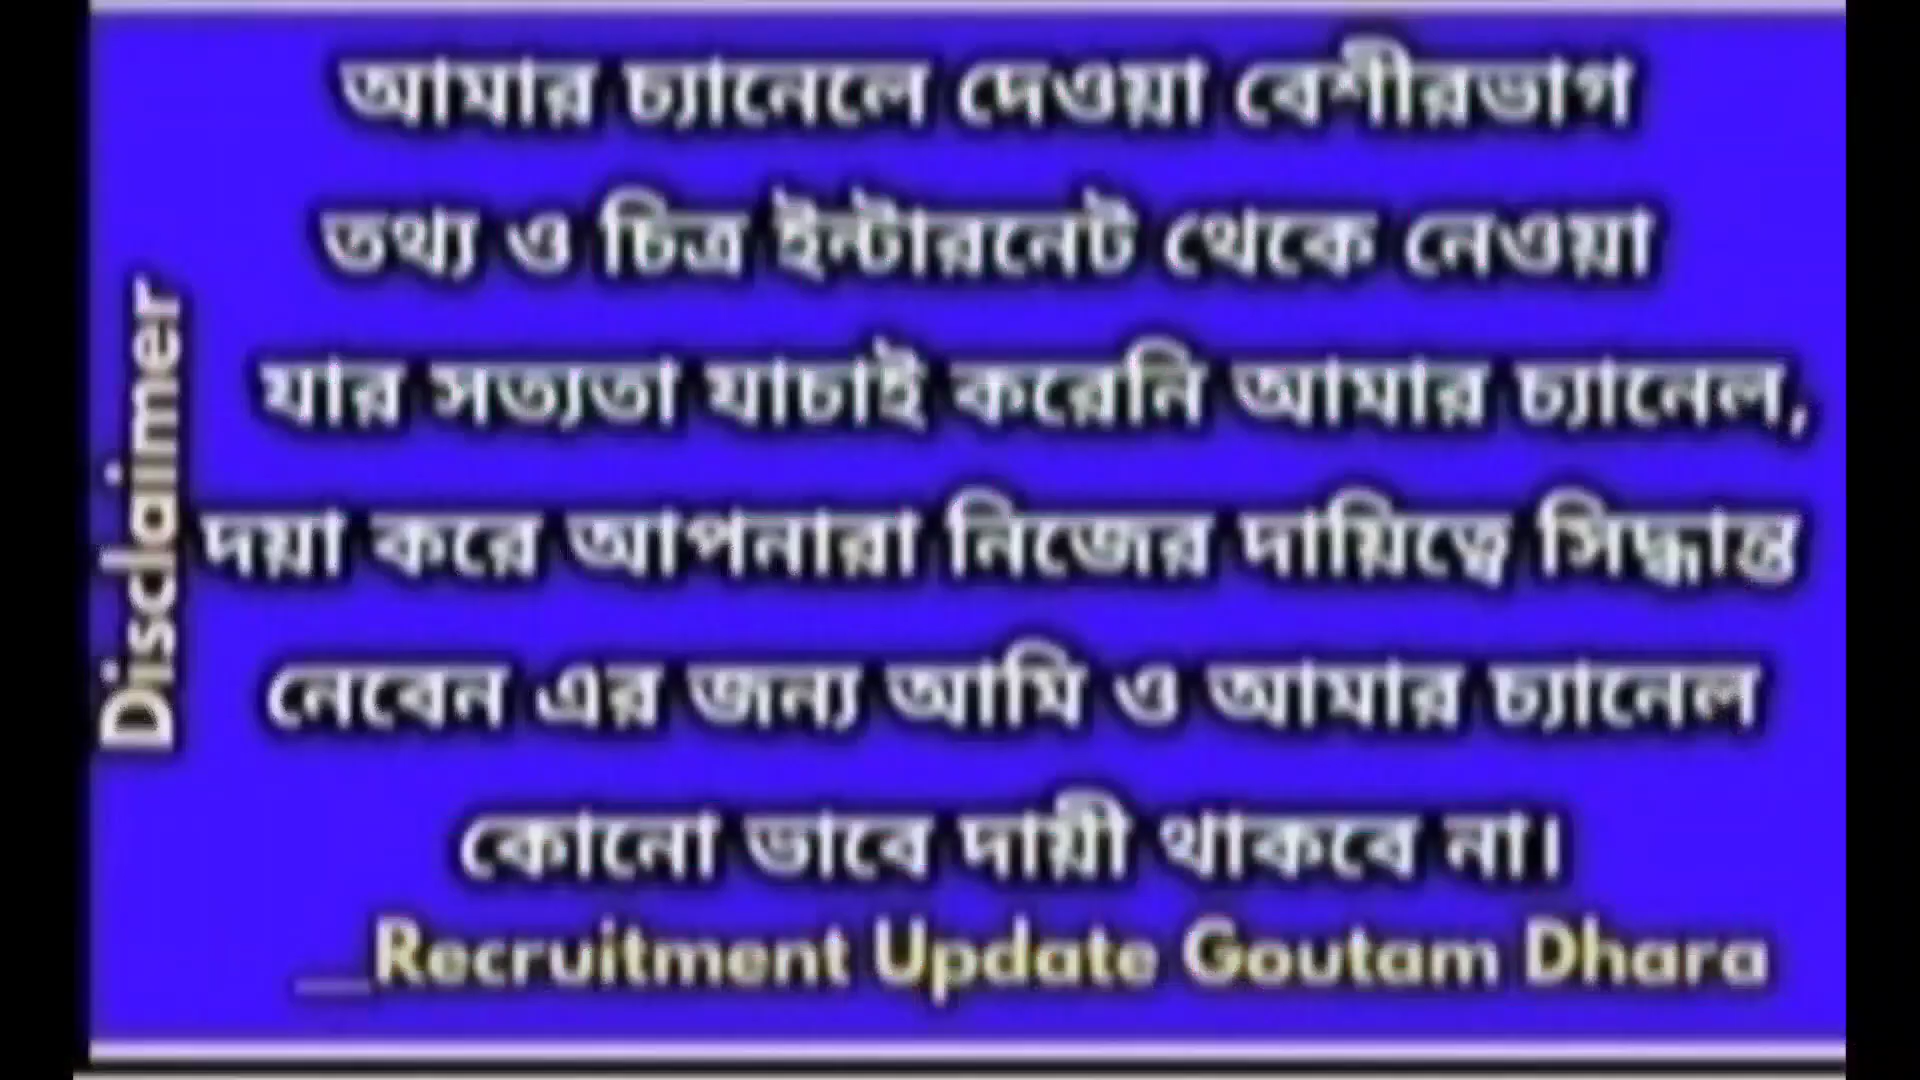 Disclaimer
আমার চ্যানেলে দেওয়া বেশীরভাগ
তথ্য ও চিত্র ইন্টারনেট থেকে নেওয়া
যার সত্যতা যাচাই করেনি আমার চ্যানেল,
দয়া করে আপনারা নিজের দায়িত্বে সিদ্ধান্ত
নেবেন এর জন্য আমি ও আমার চ্যানেল
কোনো ভাবে দায়ী থাকবে না।
__Recruitment Update Goutam Dhara